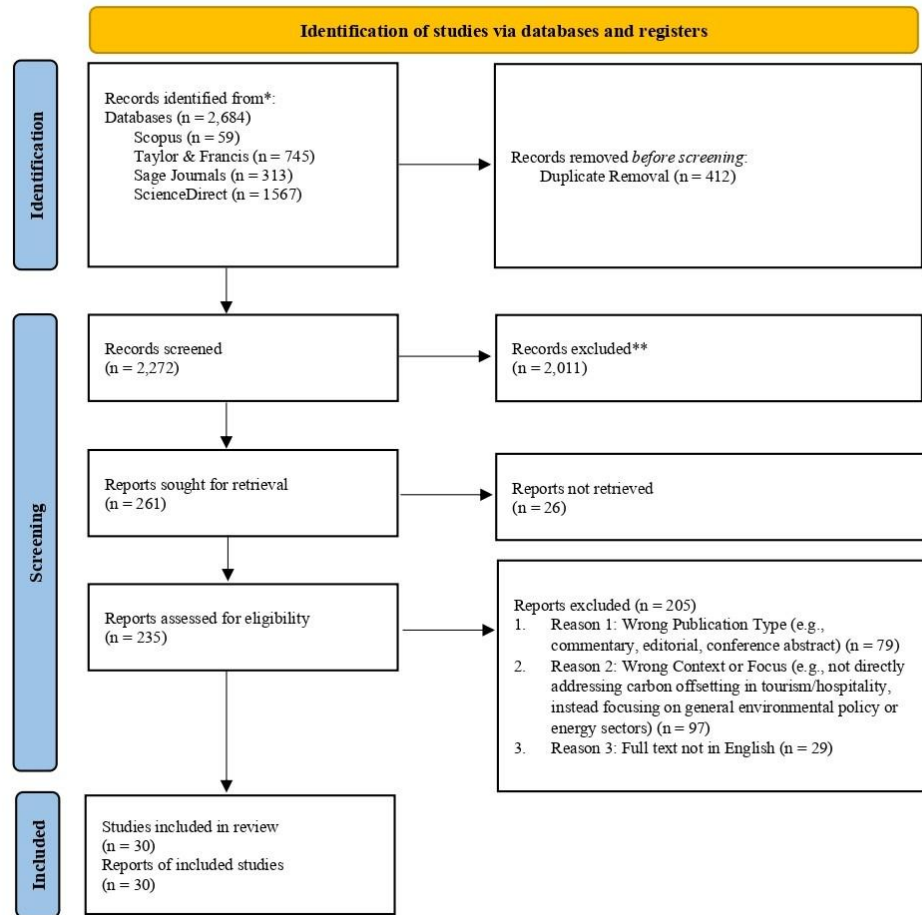 Identification of studies via databases and registers
Identification
Records identified from*:
Databases (n = 2,684)
Scopus (n = 59)
Taylor & Francis (n = 745)
Sage Journals (n = 313)
ScienceDirect (n = 1567)
Records removed before screening:
Duplicate Removal (n = 412)
Screening
Records screened
(n = 2,272)
Records excluded**
(n = 2,011)
Reports sought for retrieval
(n = 261)
Reports not retrieved
(n = 26)
Reports assessed for eligibility
(n = 235)
Reports excluded (n = 205)
1. Reason 1: Wrong Publication Type (e.g.,
commentary, editorial, conference abstract) (n = 79)
2. Reason 2: Wrong Context or Focus (e.g., not directly
addressing carbon offsetting in tourism/hospitality,
instead focusing on general environmental policy or
energy sectors) (n = 97)
3. Reason 3: Full text not in English (n = 29)
Included
Studies included in review
(n = 30)
Reports of included studies
(n = 30)